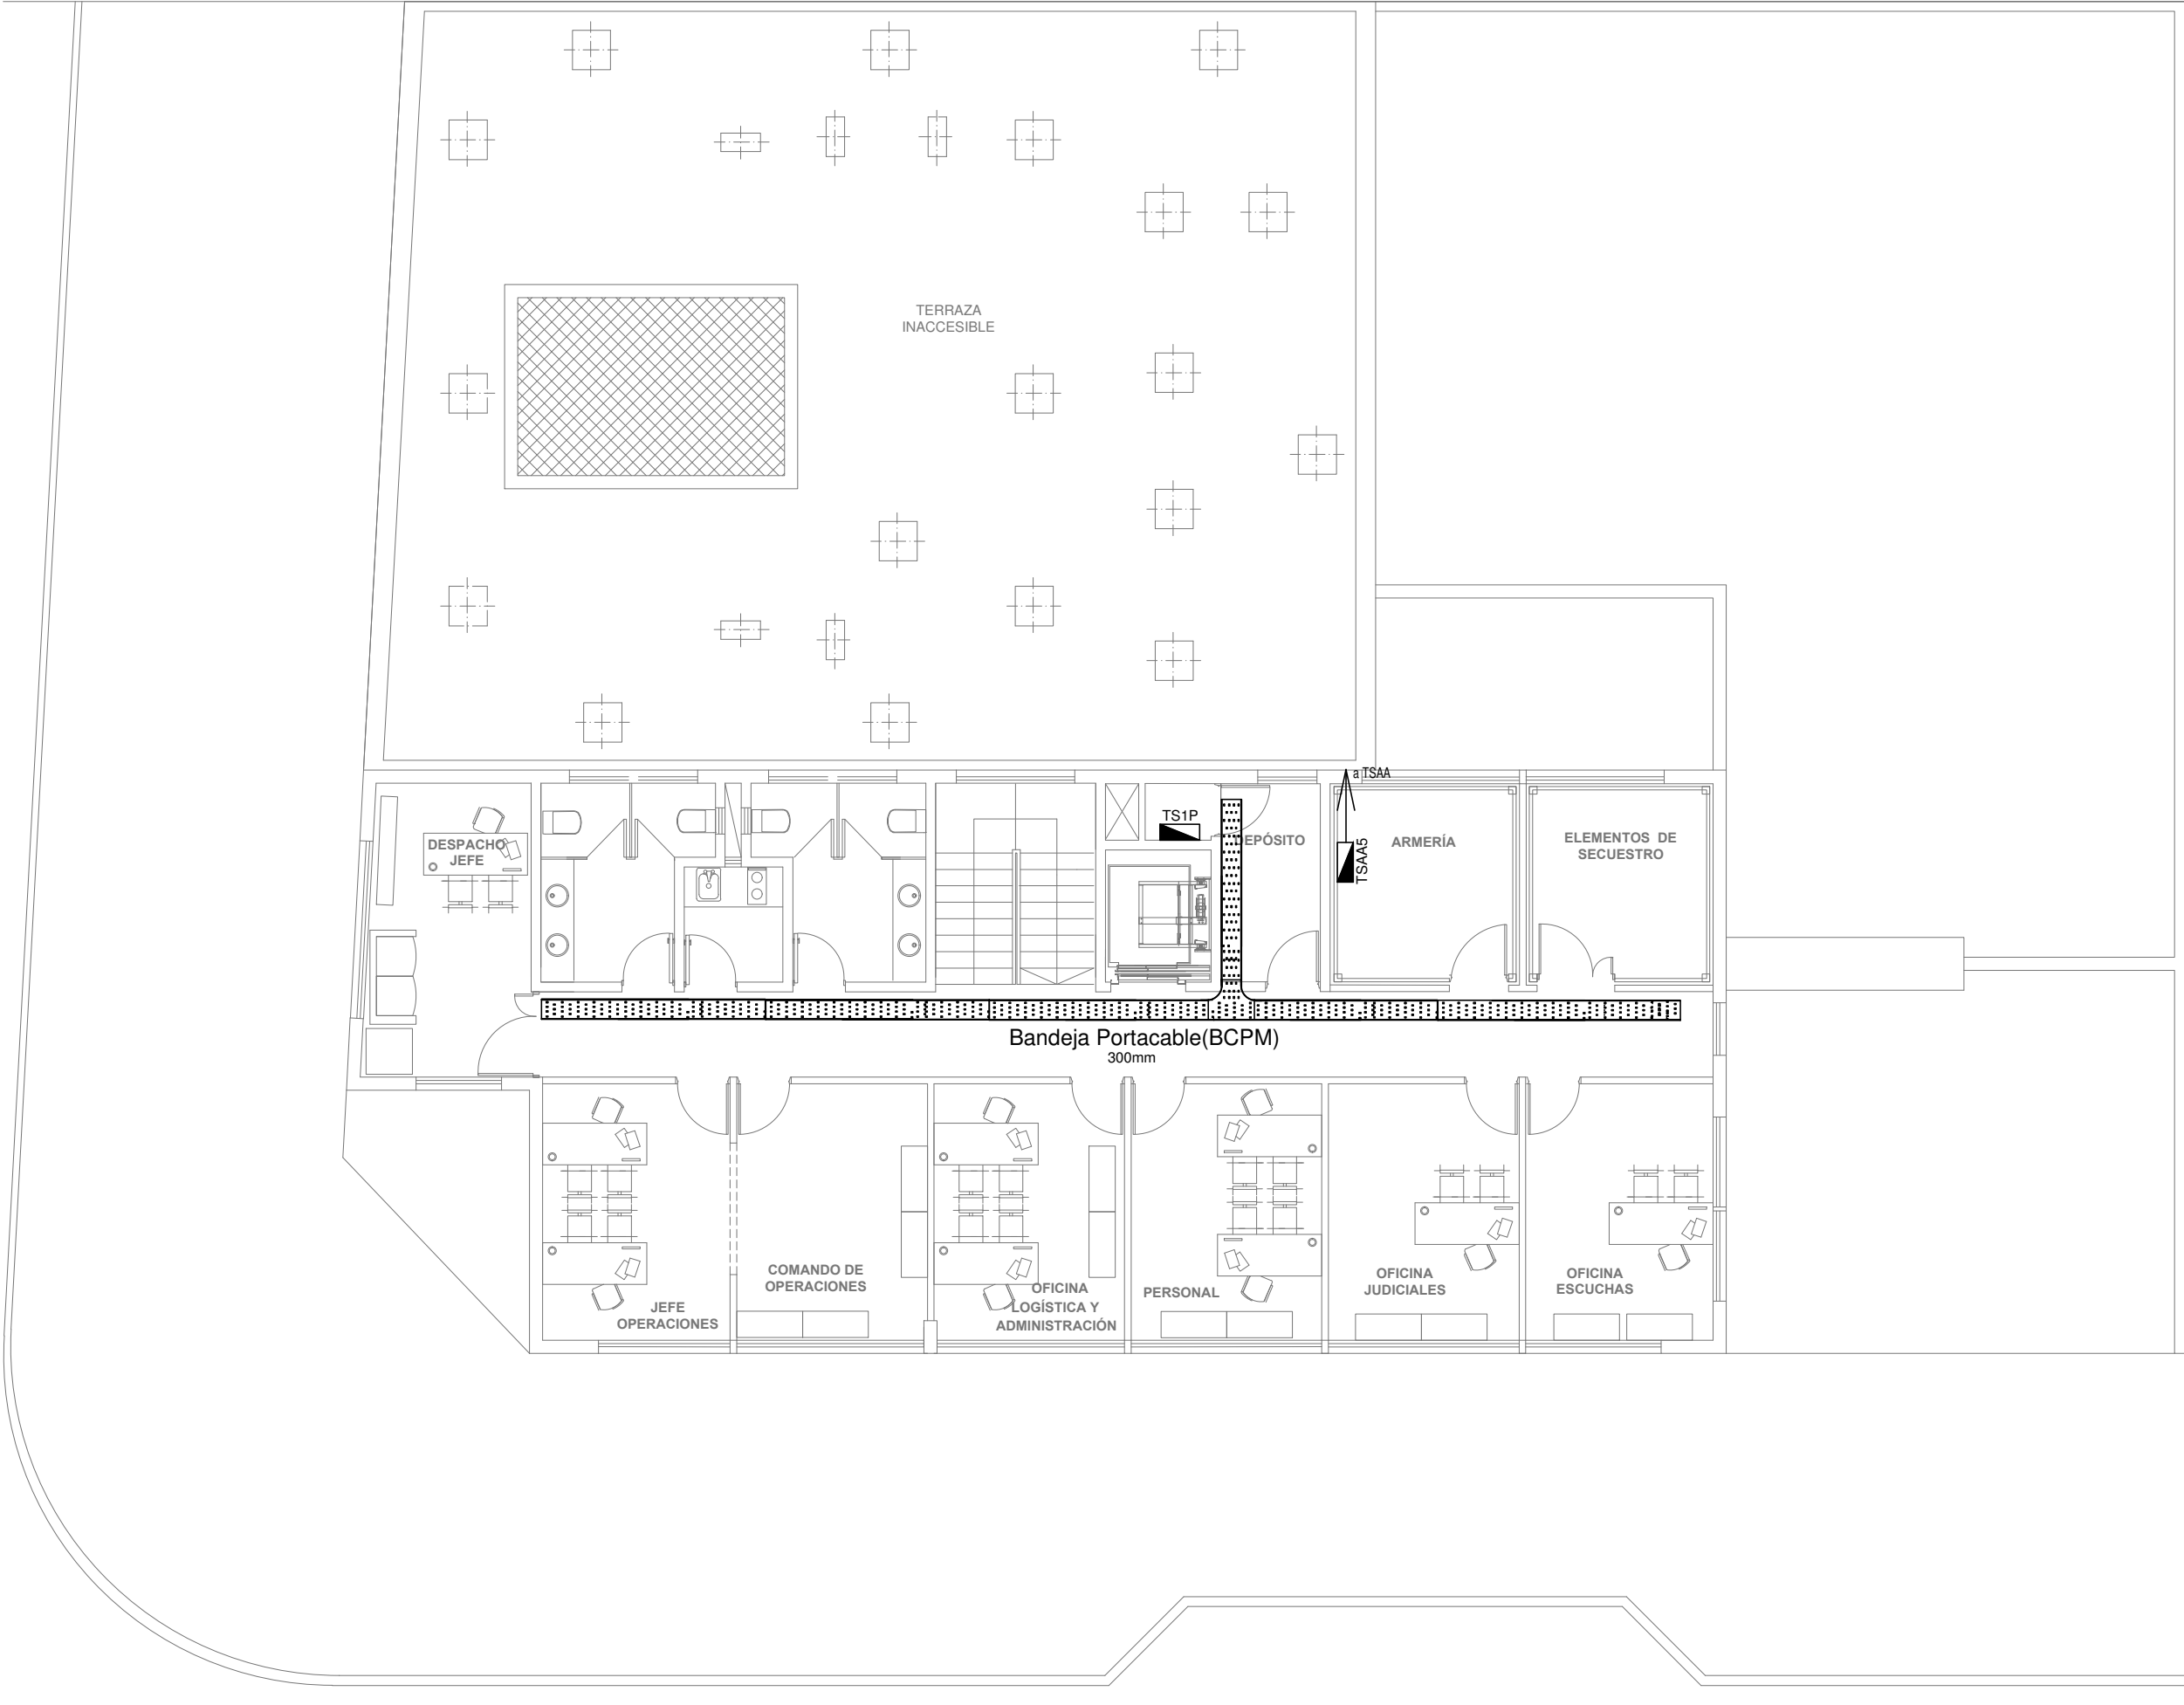 TERRAZA
INACCESIBLE
a TSAA
TS1P
DEPÓSITO
TSAA5
ARMERÍA
ELEMENTOS DE
SECUESTRO
DESPACHO
JEFE
Bandeja Portacable(BCPM)
300mm
JEFE
OPERACIONES
COMANDO DE
OPERACIONES
OFICINA
LOGÍSTICA Y
ADMINISTRACIÓN
PERSONAL
OFICINA
JUDICIALES
OFICINA
ESCUCHAS